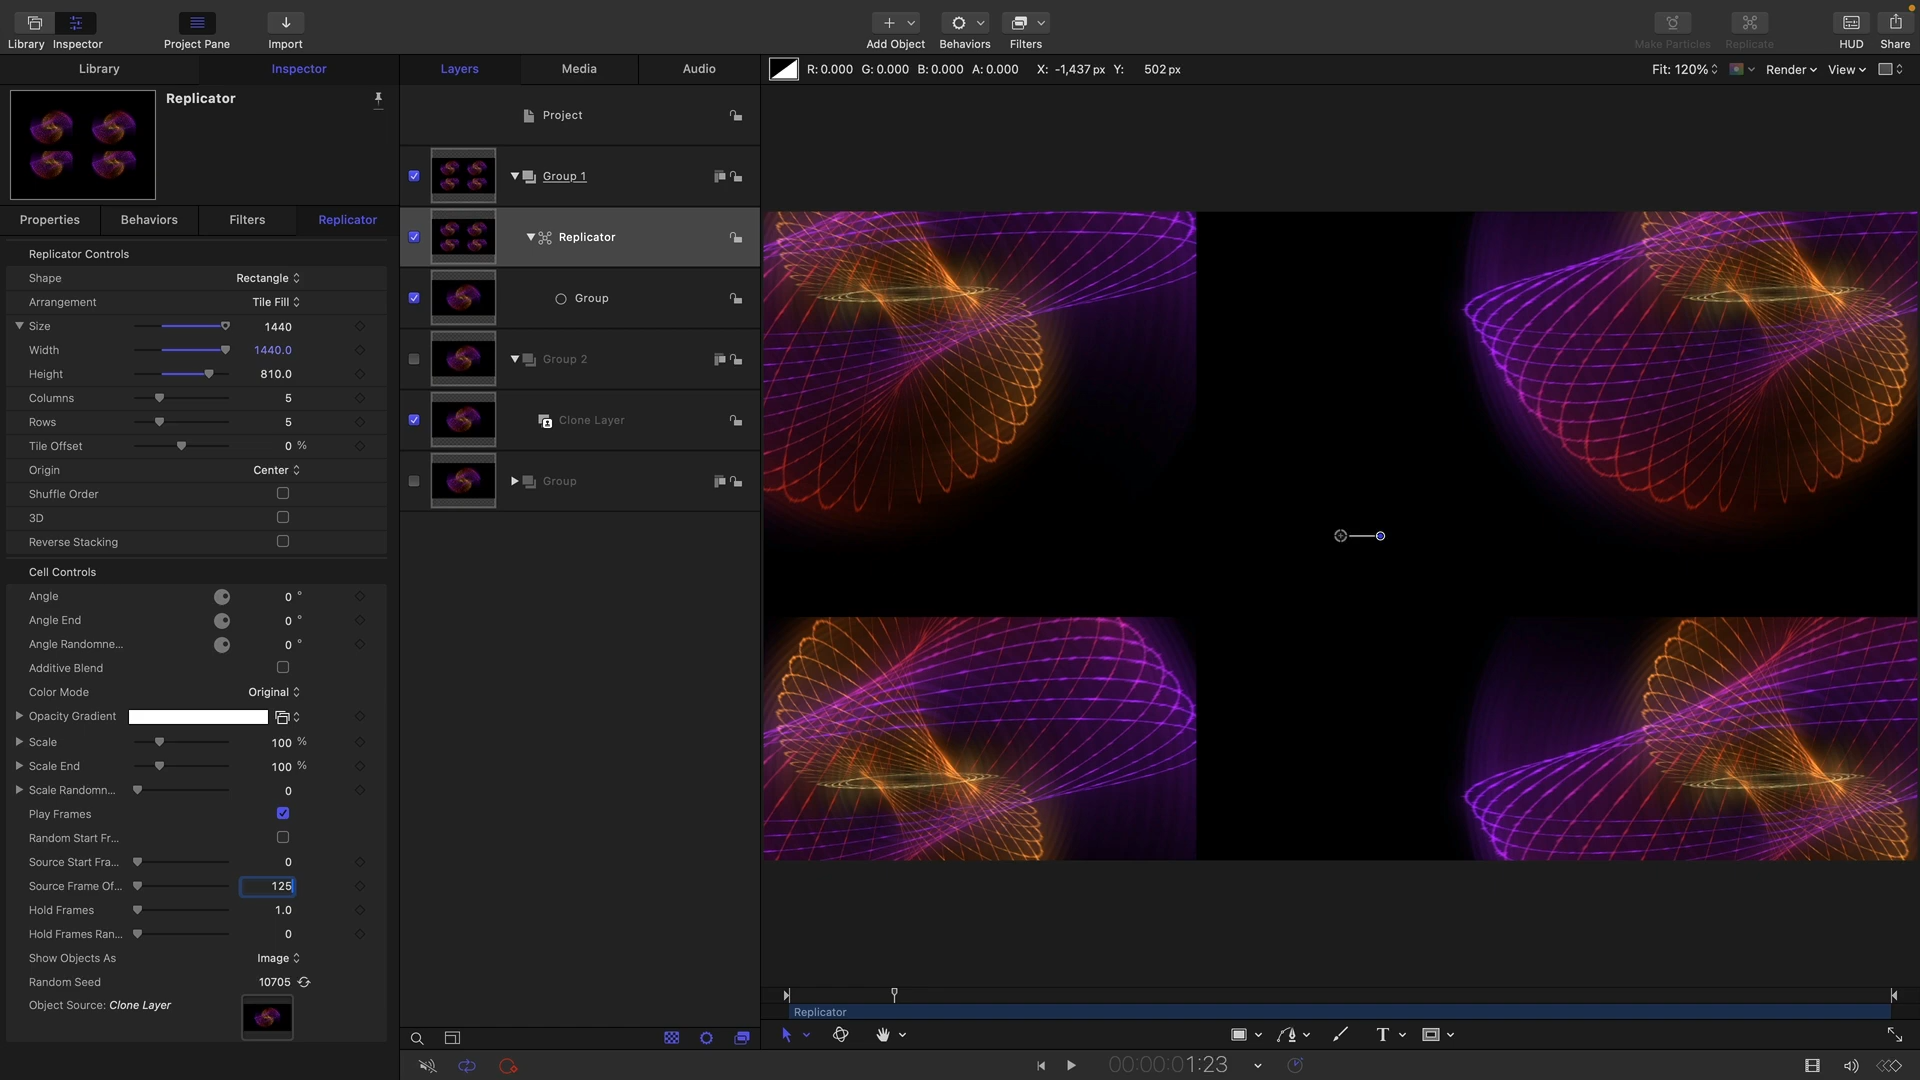 Library Inspector Project Pane Import Add Object Behaviors Filters Make Particles Replicate HUD Share
Library Inspector Layers Media Audio R: 0.000 G: 0.000 B: 0.000 A: 0.000 X: -1,437 px Y: 502 px Fit: 120% Render View
Replicator
Properties Behaviors Filters Replicator
Replicator Controls
Shape Rectangle
Arrangement Tile Fill
Size 1440
Width 1440.0
Height 810.0
Columns 5
Rows 5
Tile Offset 0 %
Origin Center
Shuffle Order
3D
Reverse Stacking
Cell Controls
Angle 0 °
Angle End 0 °
Angle Randomne... 0 °
Additive Blend
Color Mode Original
Opacity Gradient
Scale 100 %
Scale End 100 %
Scale Randomn... 0
Play Frames
Random Start Fr...
Source Start Fra... 0
Source Frame Of... 125
Hold Frames 1.0
Hold Frames Ran... 0
Show Objects As Image
Random Seed 10705
Object Source: Clone Layer
Project
Group 1
Replicator
Group
Group 2
Clone Layer
Group
Replicator
T
00:00:01:23